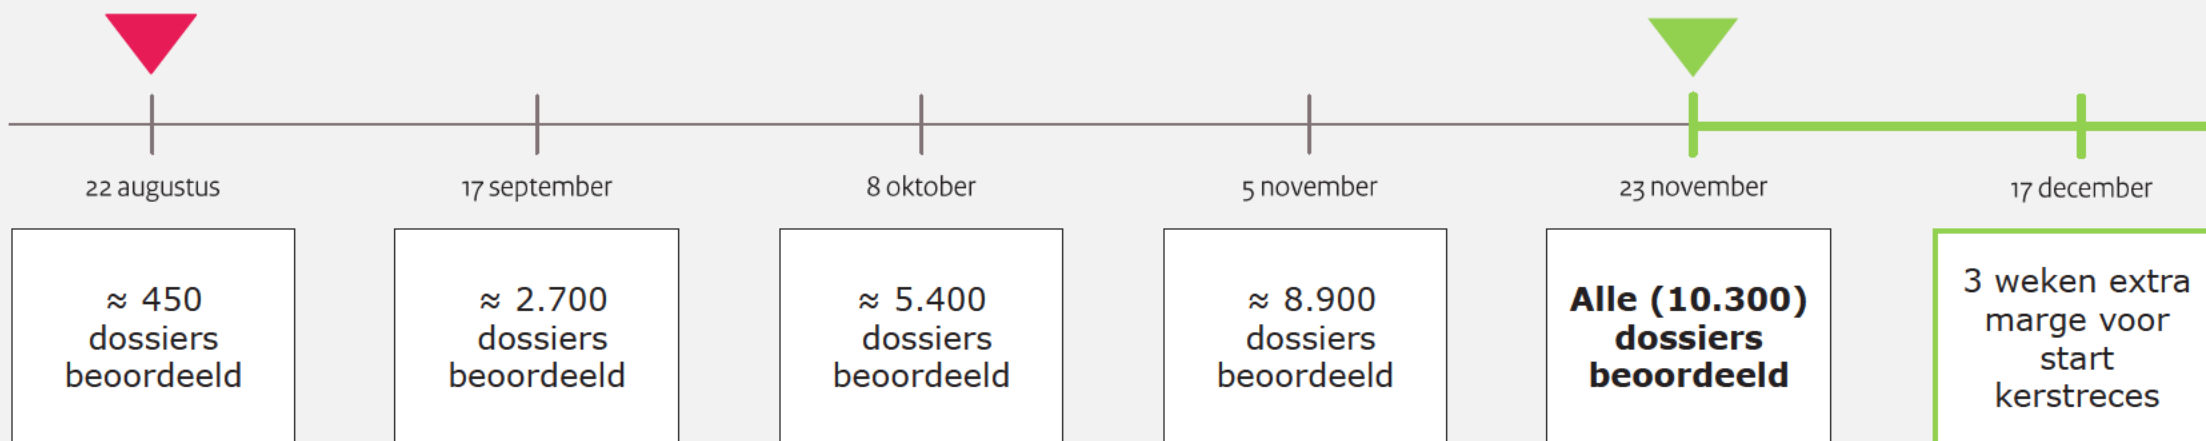 22 augustus
17 september
8 oktober
5 november
23 november
17 december
≈ 450
dossiers
beoordeeld
≈ 2.700
dossiers
beoordeeld
≈ 5.400
dossiers
beoordeeld
≈ 8.900
dossiers
beoordeeld
Alle (10.300)
dossiers
beoordeeld
3 weken extra
marge voor
start
kerstreces